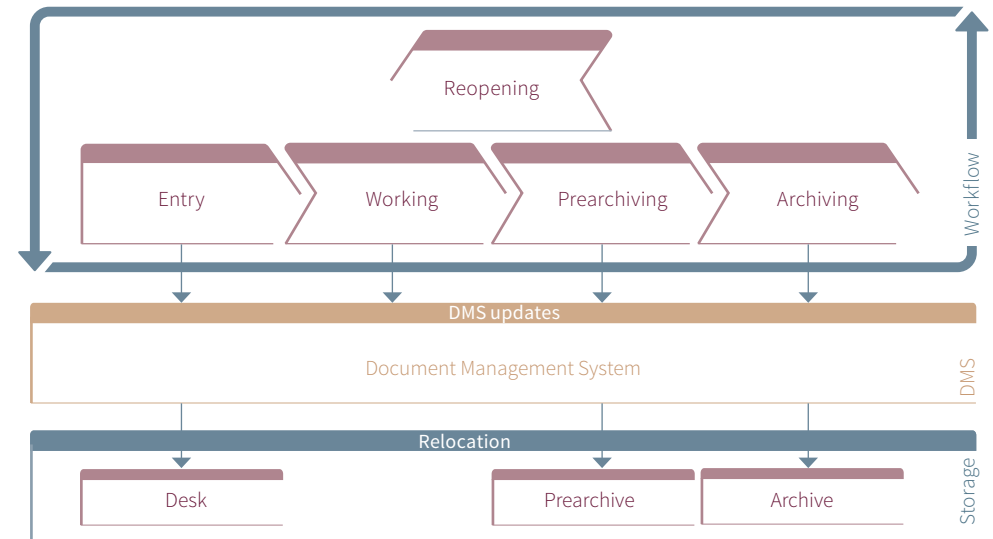 Reopening
Entry
Working
Prearchiving
Archiving
Workflow
DMS updates
Document Management System
DMS
Relocation
Desk
Prearchive
Archive
Storage